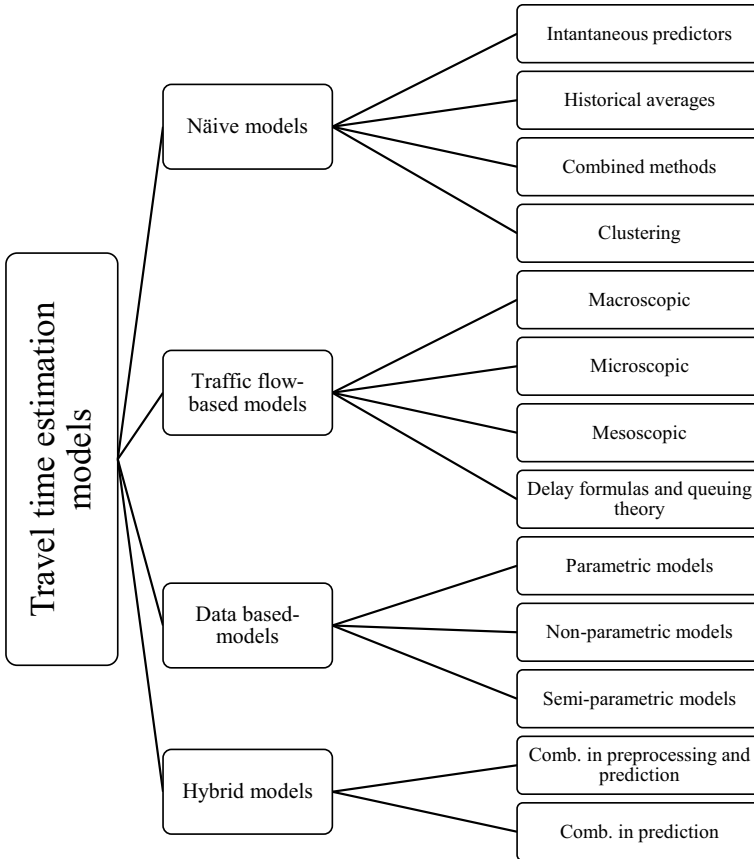 Travel time estimation
models
Näive models
Intantaneous predictors
Historical averages
Combined methods
Clustering
Traffic flow-
based models
Macroscopic
Microscopic
Mesoscopic
Delay formulas and queuing
theory
Data based-
models
Parametric models
Non-parametric models
Semi-parametric models
Hybrid models
Comb. in preprocessing and
prediction
Comb. in prediction